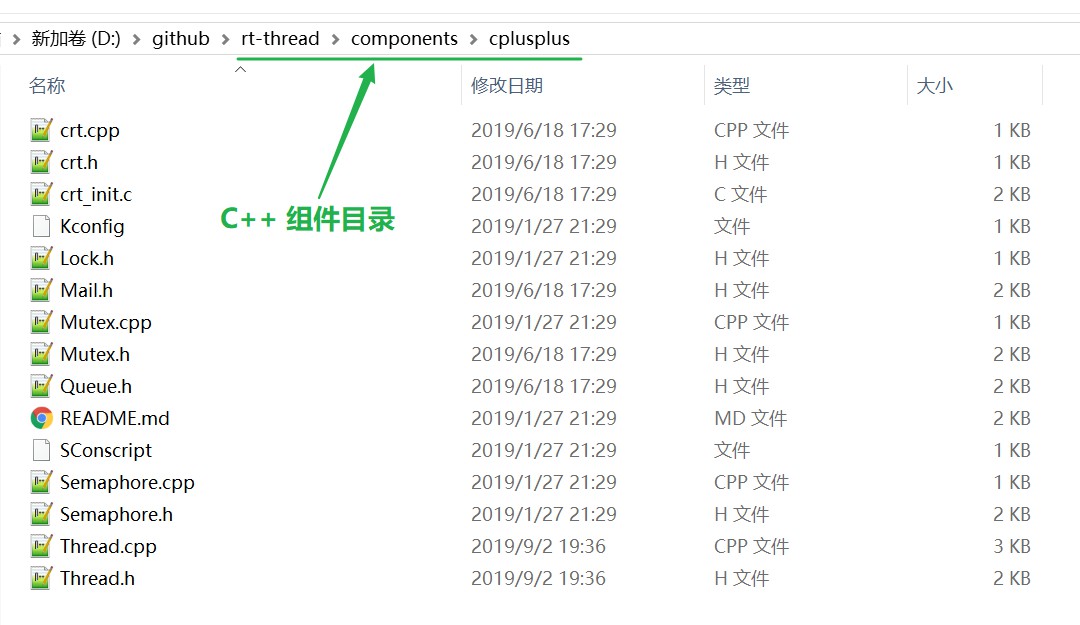 新加卷 (D:) > github > rt-thread > components > cplusplus
名称 修改日期 类型 大小
crt.cpp 2019/6/18 17:29 CPP 文件 1 KB
crt.h 2019/6/18 17:29 H 文件 1 KB
crt_init.c 2019/6/18 17:29 C 文件 2 KB
C++ 组件目录
Kconfig 2019/1/27 21:29 文件 1 KB
Lock.h 2019/1/27 21:29 H 文件 1 KB
Mail.h 2019/1/27 21:29 H 文件 2 KB
Mutex.cpp 2019/1/27 21:29 CPP 文件 1 KB
Mutex.h 2019/6/18 17:29 H 文件 2 KB
Queue.h 2019/6/18 17:29 H 文件 2 KB
README.md 2019/1/27 21:29 MD 文件 2 KB
SConscript 2019/1/27 21:29 文件 1 KB
Semaphore.cpp 2019/1/27 21:29 CPP 文件 1 KB
Semaphore.h 2019/1/27 21:29 H 文件 2 KB
Thread.cpp 2019/9/2 19:36 CPP 文件 3 KB
Thread.h 2019/9/2 19:36 H 文件 2 KB